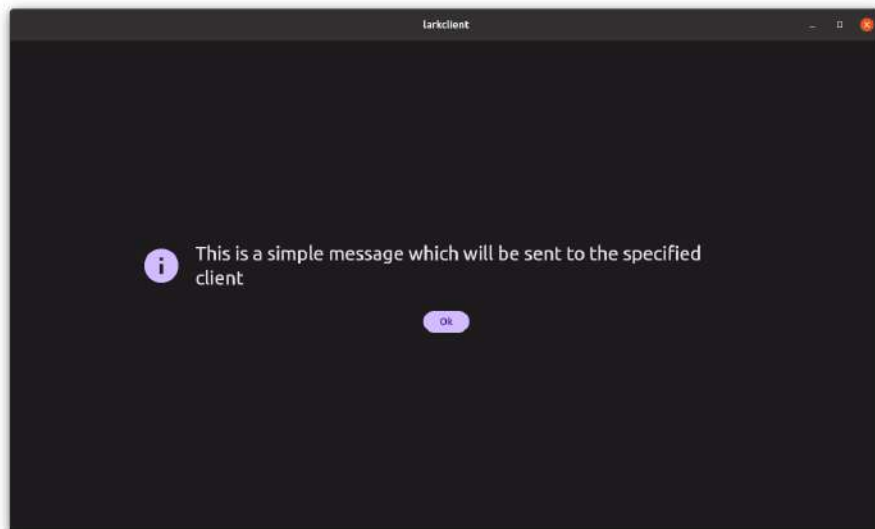 larkclient
This is a simple message which will be sent to the specified
client
Ok